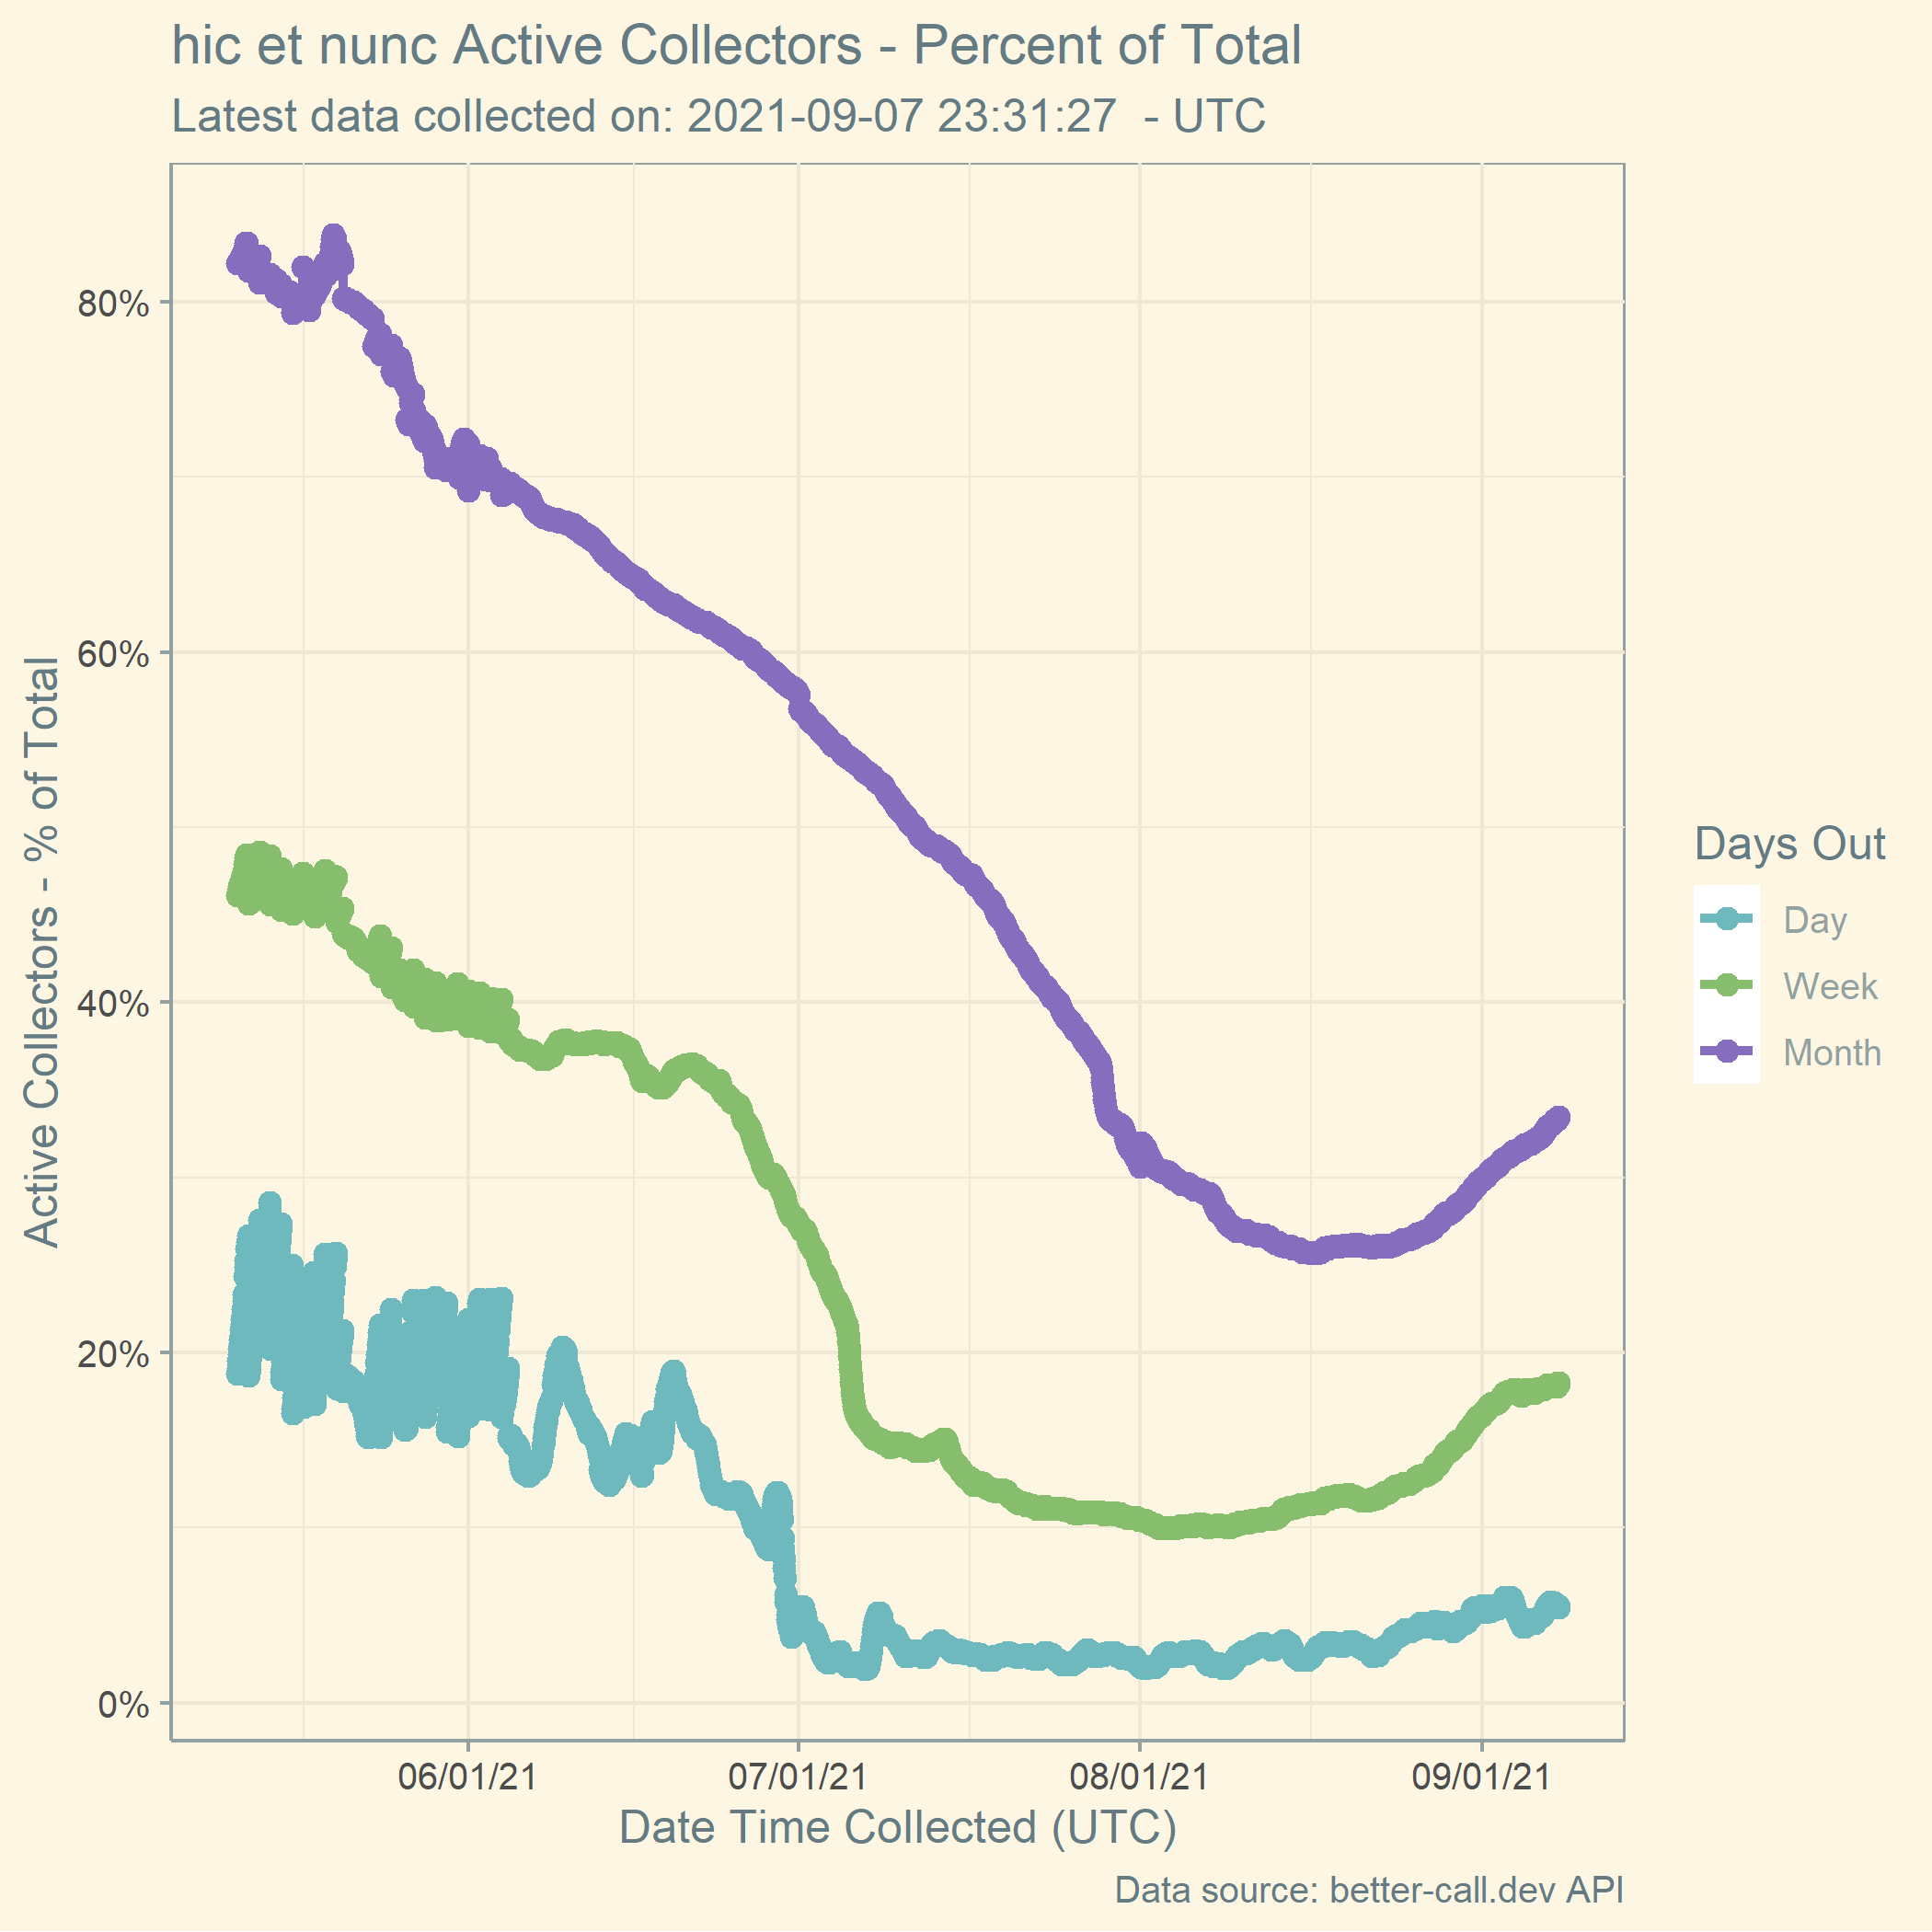 hic et nunc Active Collectors - Percent of Total
Latest data collected on: 2021-09-07 23:31:27  - UTC
Active Collectors - % of Total
80%
60%
40%
20%
0%
06/01/21
07/01/21
08/01/21
09/01/21
Date Time Collected (UTC)
Days Out
Day
Week
Month
Data source: better-call.dev API